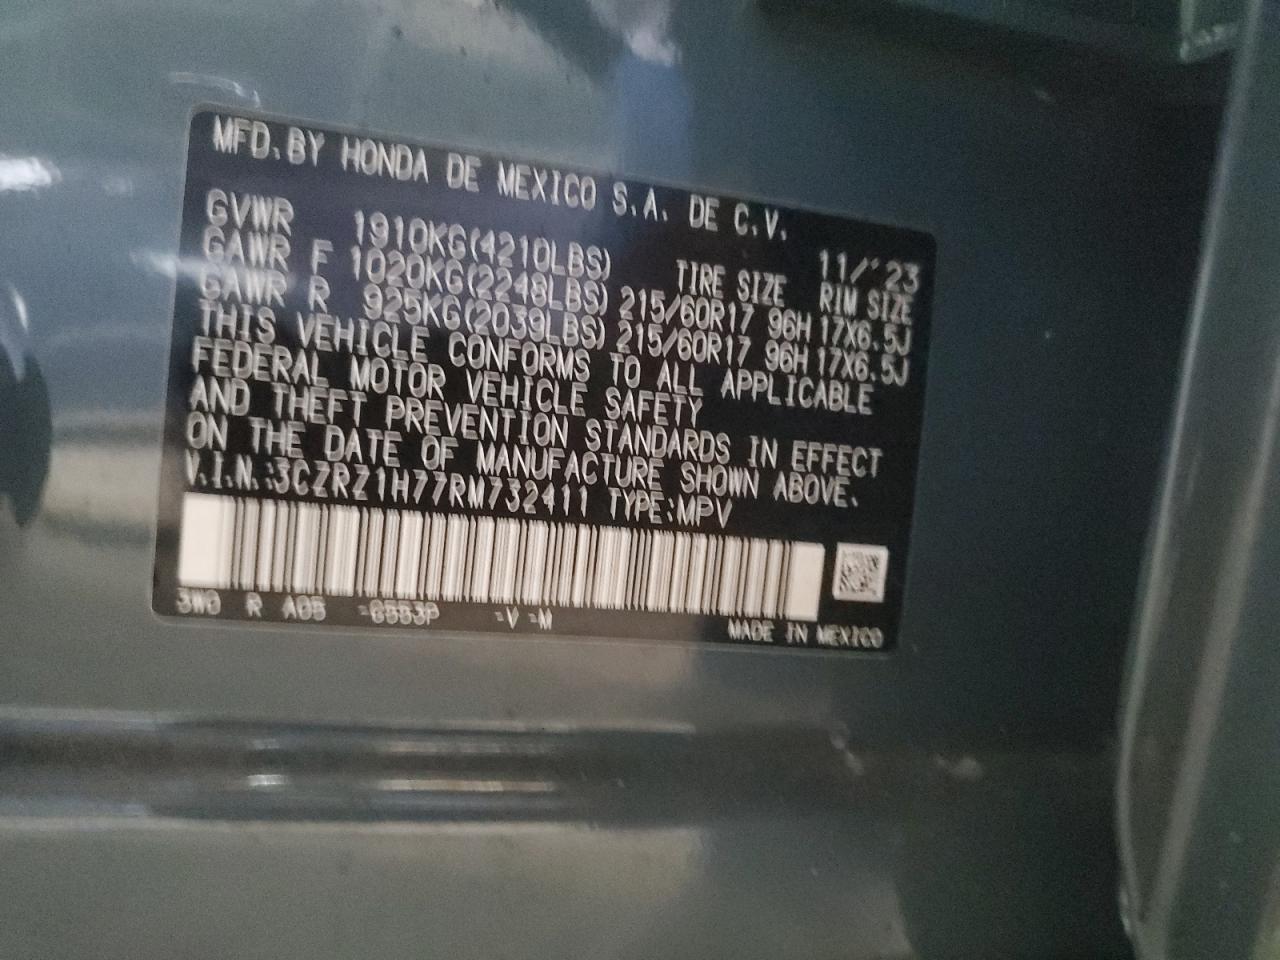 MFD. BY HONDA DE MEXICO S.A. DE C.V.
11/'23
GVWR 1910KG(4210LBS) TIRE SIZE RIM SIZE
GAWR F 1020KG(2248LBS) 215/60R17 96H 17X6.5J
GAWR R 925KG(2039LBS) 215/60R17 96H 17X6.5J
THIS VEHICLE CONFORMS TO ALL APPLICABLE
FEDERAL MOTOR VEHICLE SAFETY
AND THEFT PREVENTION STANDARDS IN EFFECT
ON THE DATE OF MANUFACTURE SHOWN ABOVE.
V.I.N.:3CZRZ1H77RM732411 TYPE:MPV
3W0 R A05 -V -M
MADE IN MEXICO